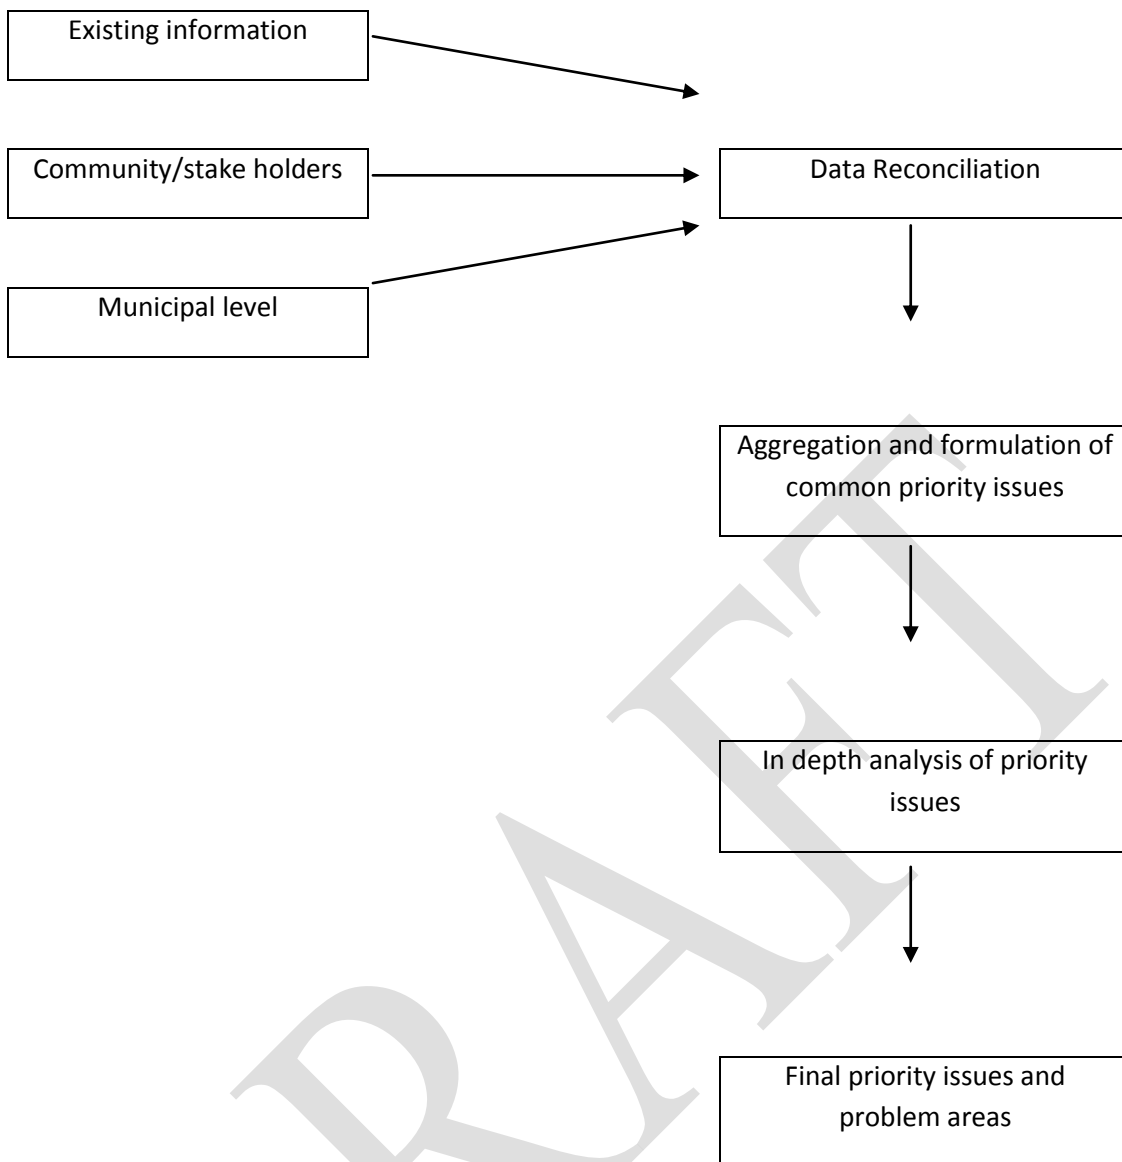 Existing information
Community/stake holders
Data Reconciliation
Municipal level
Aggregation and formulation of
common priority issues
In depth analysis of priority
issues
Final priority issues and
problem areas
RAFT